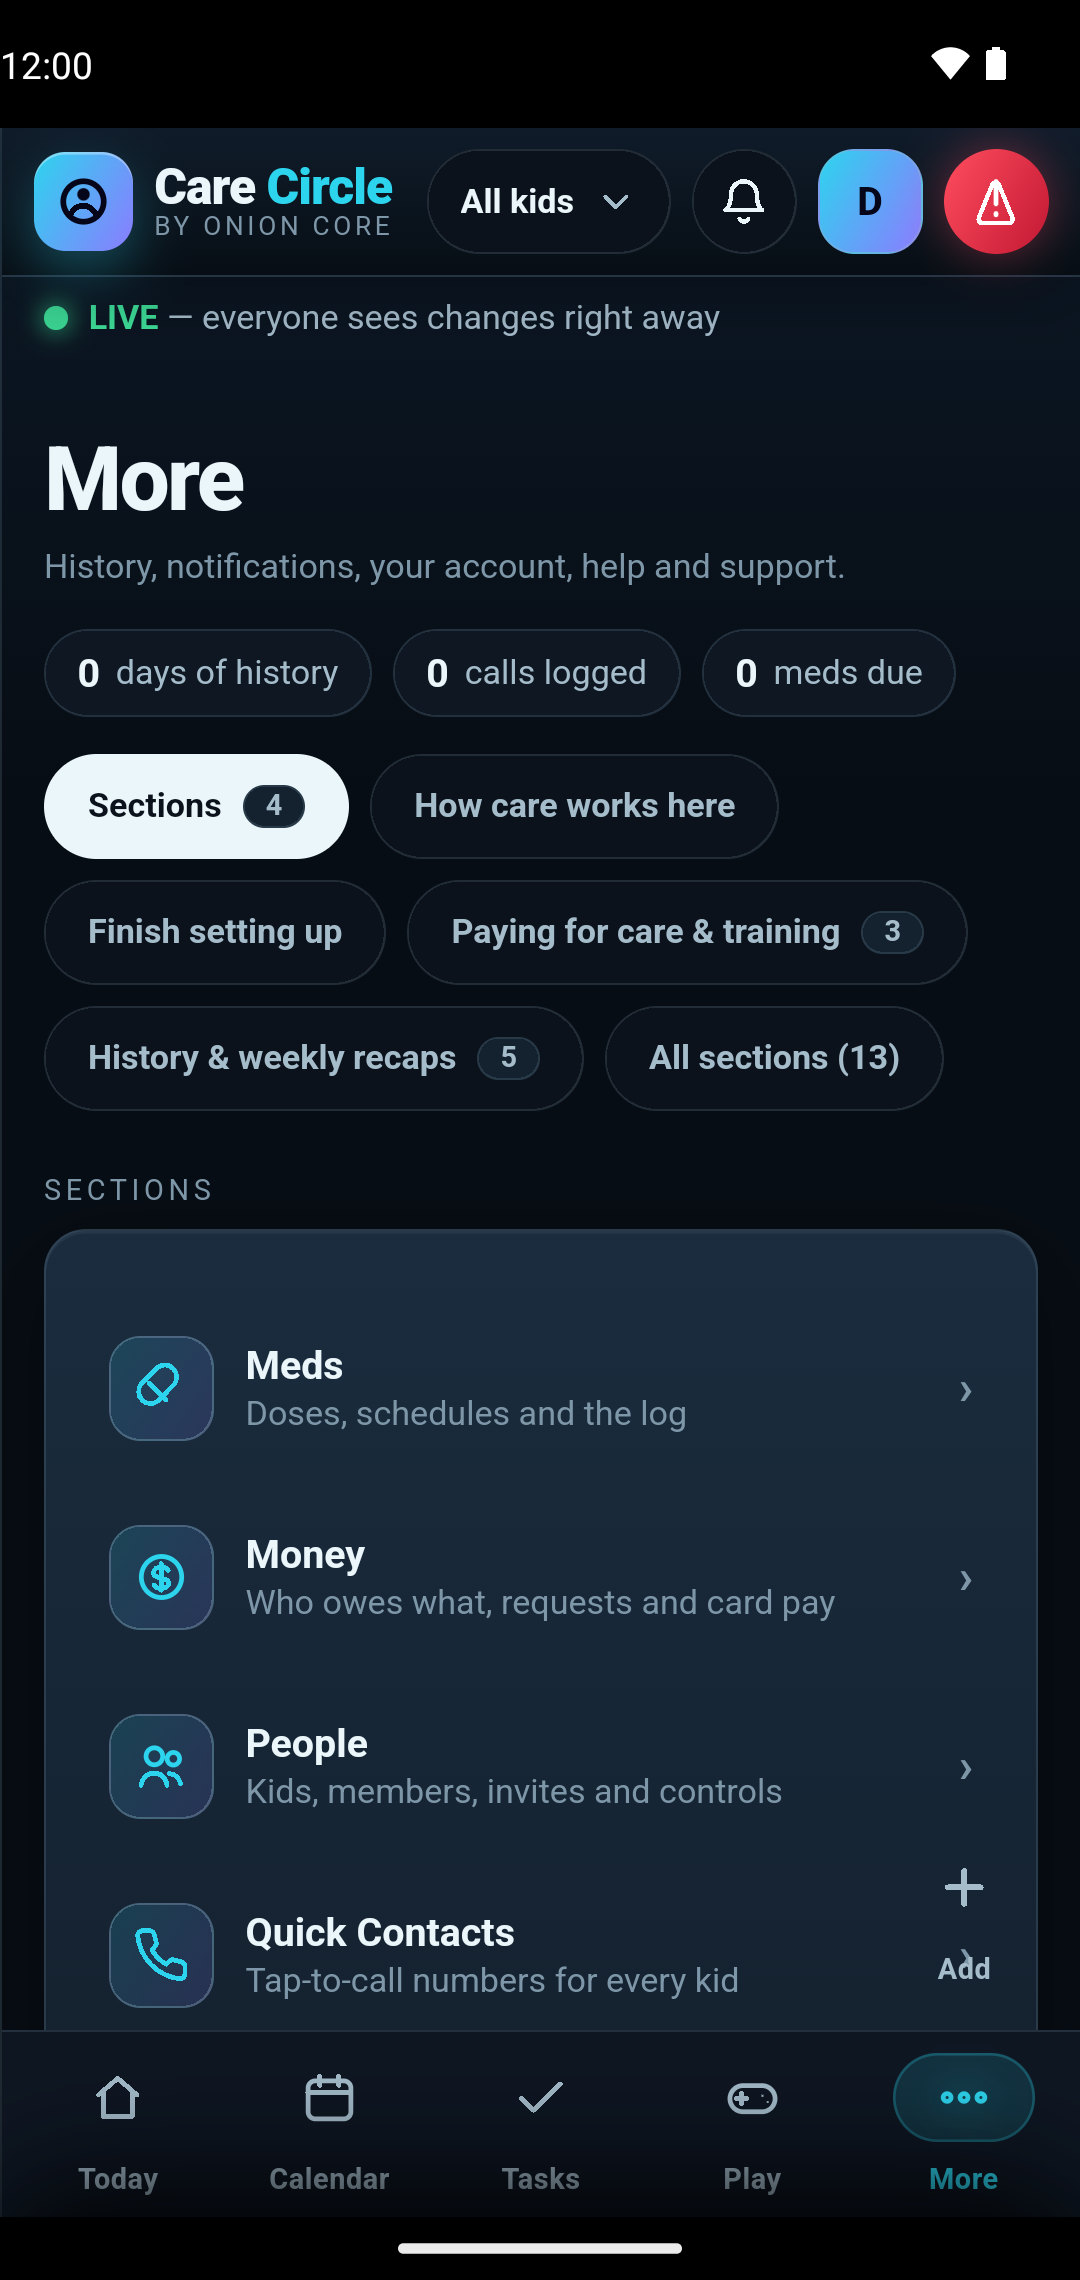 12:00
Care Circle
BY ONION CORE
All kids
D
LIVE — everyone sees changes right away
More
History, notifications, your account, help and support.
0 days of history
0 calls logged
0 meds due
Sections 4
How care works here
Finish setting up
Paying for care & training 3
History & weekly recaps 5
All sections (13)
SECTIONS
Meds
Doses, schedules and the log
Money
Who owes what, requests and card pay
People
Kids, members, invites and controls
Quick Contacts
Tap-to-call numbers for every kid
Add
Today
Calendar
Tasks
Play
More